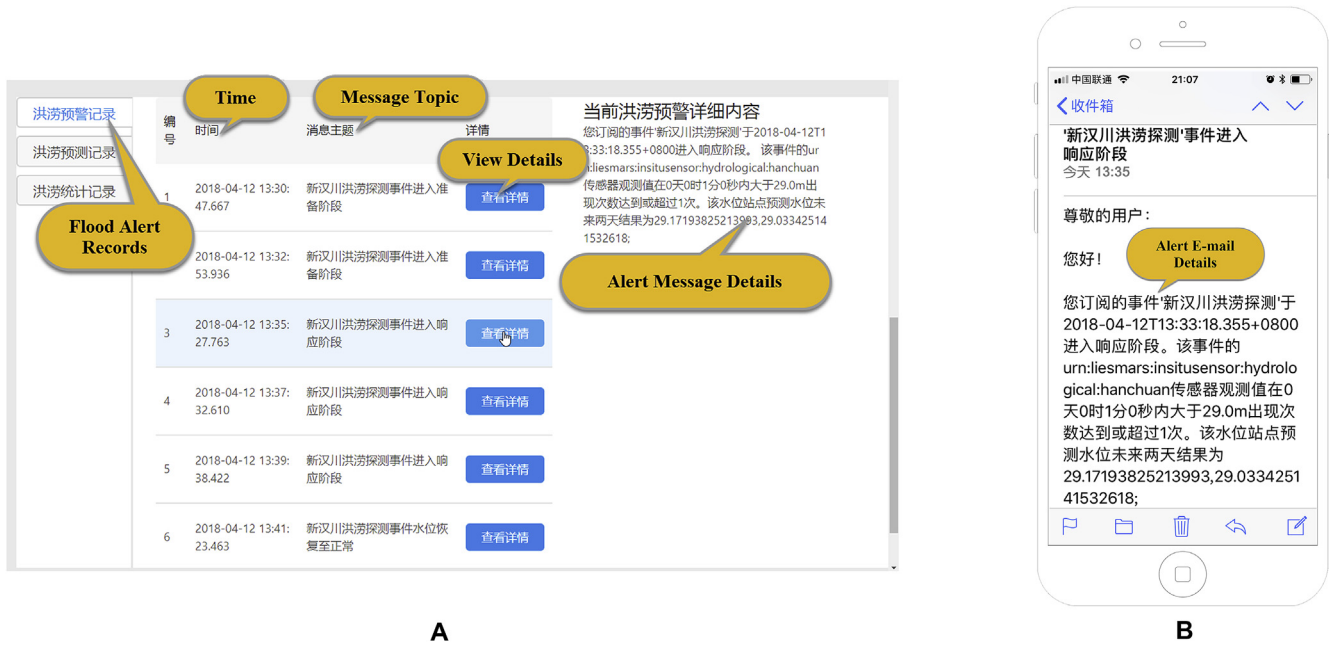 洪涝预警记录
洪涝预测记录
洪涝统计记录
Flood Alert
Records
Time
Message Topic
View Details
编
号
时间
消息主题
详情
1
2018-04-12 13:30:
47.667
新汉川洪涝探测事件进入准
备阶段
查看详情
2018-04-12 13:32:
53.936
新汉川洪涝探测事件进入准
备阶段
查看详情
3
2018-04-12 13:35:
27.763
新汉川洪涝探测事件进入响
应阶段
查看详情
4
2018-04-12 13:37:
32.610
新汉川洪涝探测事件进入响
应阶段
查看详情
5
2018-04-12 13:39:
38.422
新汉川洪涝探测事件进入响
应阶段
查看详情
6
2018-04-12 13:41:
23.463
新汉川洪涝探测事件水位恢
复至正常
查看详情
当前洪涝预警详细内容
您订阅的事件'新汉川洪涝探测'于2018-04-12T1
3:33:18.355+0800进入响应阶段。 该事件的ur
n:liesmars:insitusensor:hydrological:hanchuan
传感器观测值在0天0时1分0秒内大于29.0m出
现次数达到或超过1次。该水位站点预测水位未
来两天结果为29.17193825213993,29.03342514
1532618;
Alert Message Details
A
中国联通
21:07
收件箱
'新汉川洪涝探测'事件进入
响应阶段
今天 13:35
尊敬的用户：
您好！
Alert E-mail
Details
您订阅的事件'新汉川洪涝探测'于
2018-04-12T13:33:18.355+0800
进入响应阶段。该事件的
urn:liesmars:insitusensor:hydrolo
gical:hanchuan传感器观测值在0
天0时1分0秒内大于29.0m出现次
数达到或超过1次。该水位站点预
测水位未来两天结果为
29.17193825213993,29.0334251
41532618;
B